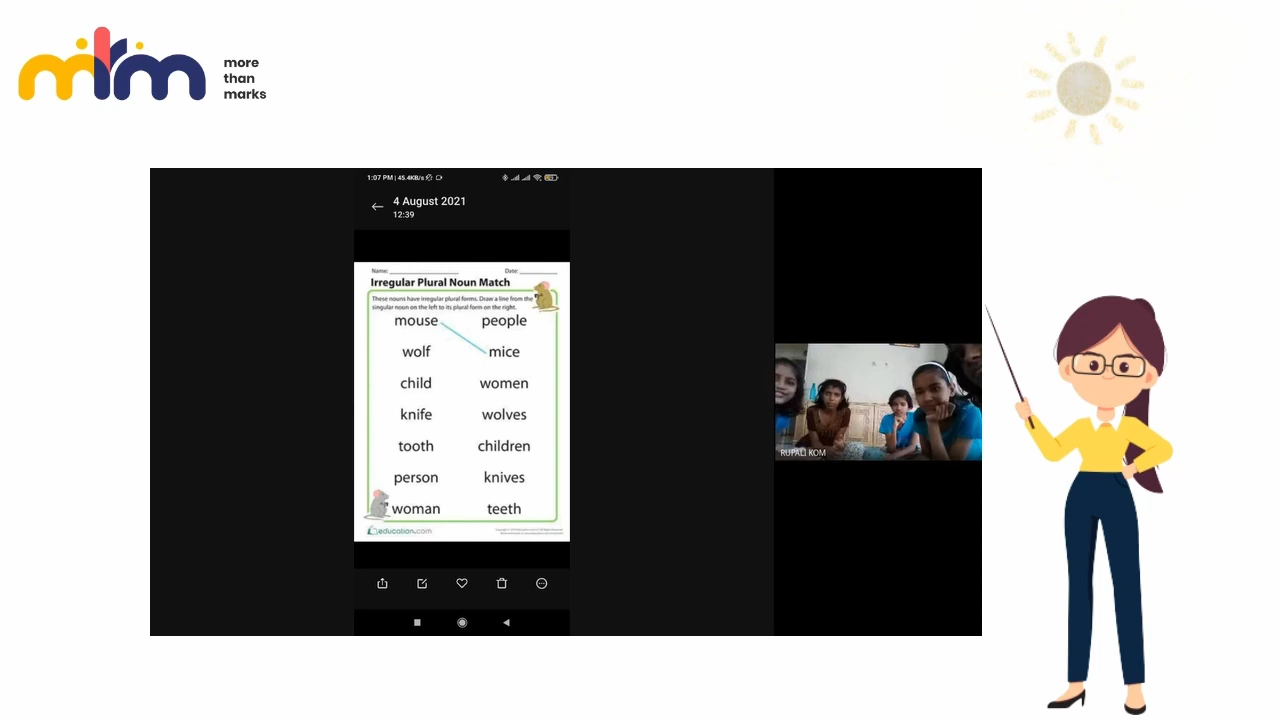 mtm
more
than
marks
1:07 PM | 45.4KB/s
4 August 2021
12:39
Name: Date:
Irregular Plural Noun Match
These nouns have irregular plural forms. Draw a line from the
singular noun on the left to its plural form on the right.
mouse people
wolf mice
child women
knife wolves
tooth children
person knives
woman teeth
education.com
RUPALI KOM